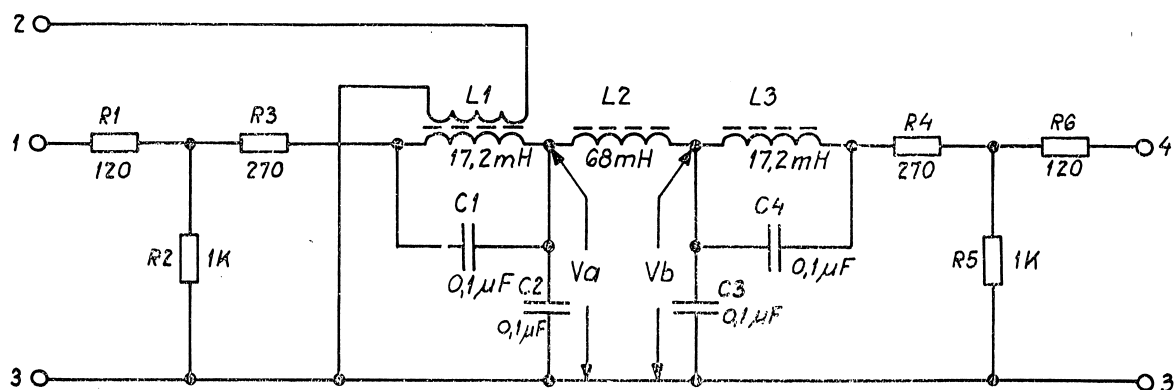 2
L1
L2
L3
R1
R3
R4
R6
1
4
120
270
17,2mH
68mH
17,2mH
270
120
C1
C4
R2
1K
Va
Vb
R5
1K
0,1µF
C2
C3
0,1µF
0,1µF
0,1µF
3
3